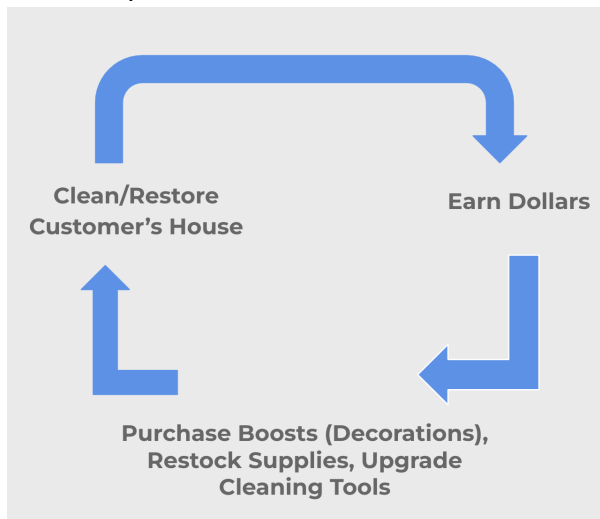 Clean/Restore
Customer’s House
Earn Dollars
Purchase Boosts (Decorations),
Restock Supplies, Upgrade
Cleaning Tools